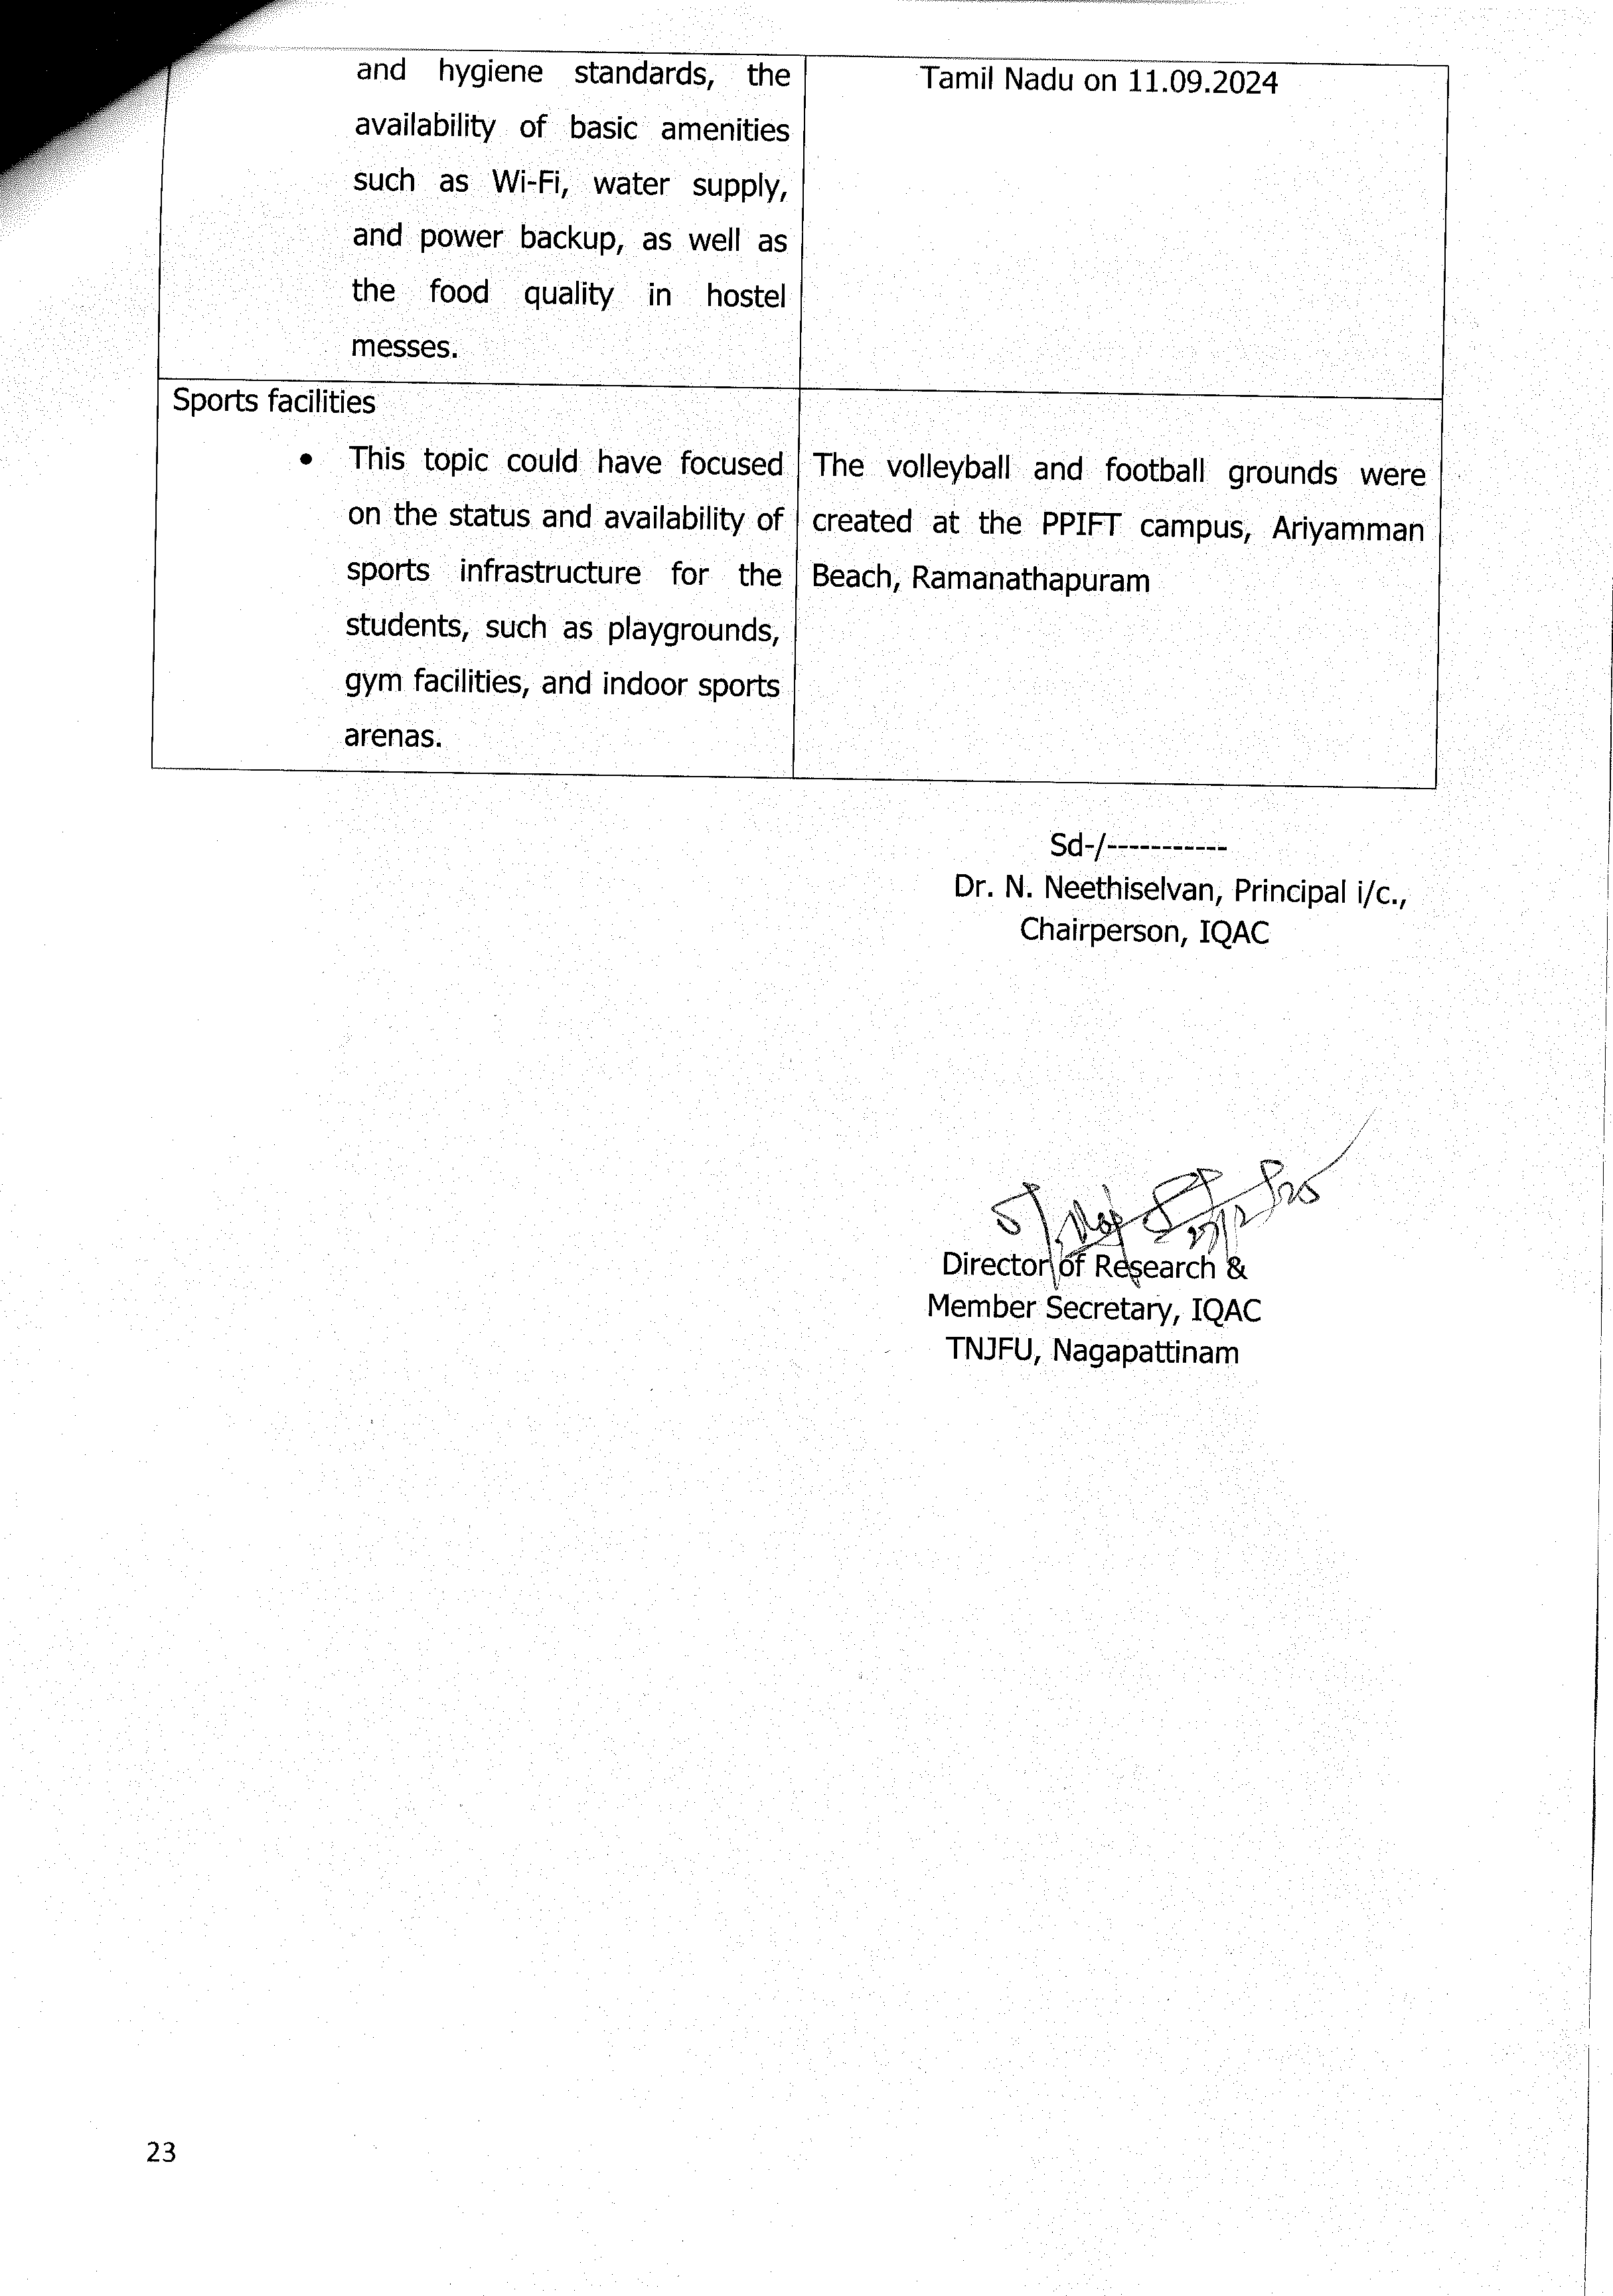 and hygiene standards, the
availability of basic amenities
such as Wi-Fi, water supply,
and power backup, as well as
the food quality in hostel
messes.
Tamil Nadu on 11.09.2024
Sports facilities
• This topic could have focused
on the status and availability of
sports infrastructure for the
students, such as playgrounds,
gym facilities, and indoor sports
arenas.
The volleyball and football grounds were
created at the PPIFT campus, Ariyamman
Beach, Ramanathapuram
Sd-/-----------
Dr. N. Neethiselvan, Principal i/c.,
Chairperson, IQAC
Director of Research &
Member Secretary, IQAC
TNJFU, Nagapattinam
23